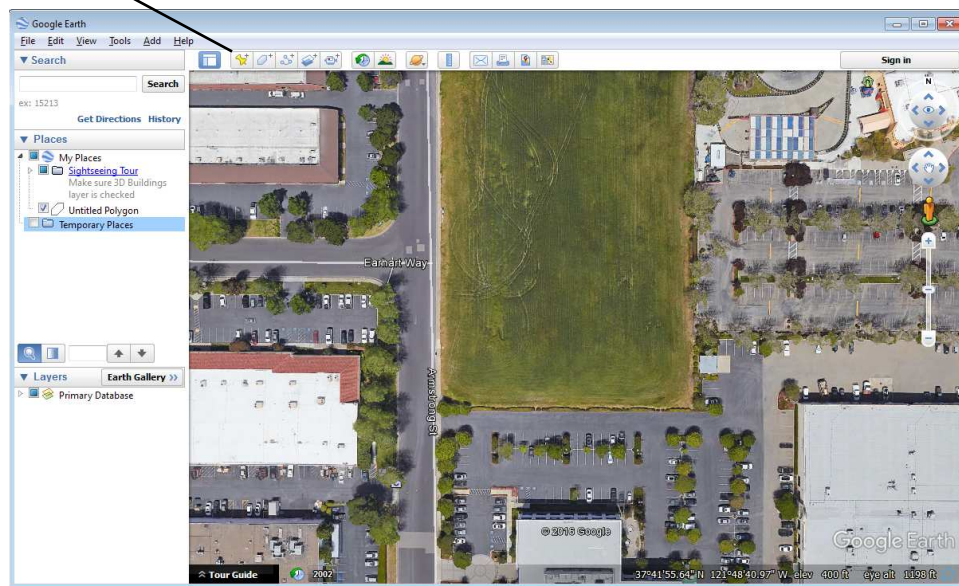 Google Earth
File Edit View Tools Add Help
Search
Sign in
Search
ex: 15213
Get Directions History
Places
My Places
Sightseeing Tour
Make sure 3D Buildings
layer is checked
Untitled Polygon
Temporary Places
Layers
Earth Gallery >>
Primary Database
N
Earhart Way
Armstrong St
© 2016 Google
Google Earth
Tour Guide
2002
37°41'55.64" N 121°48'40.97" W elev 400 ft eye alt 1198 ft